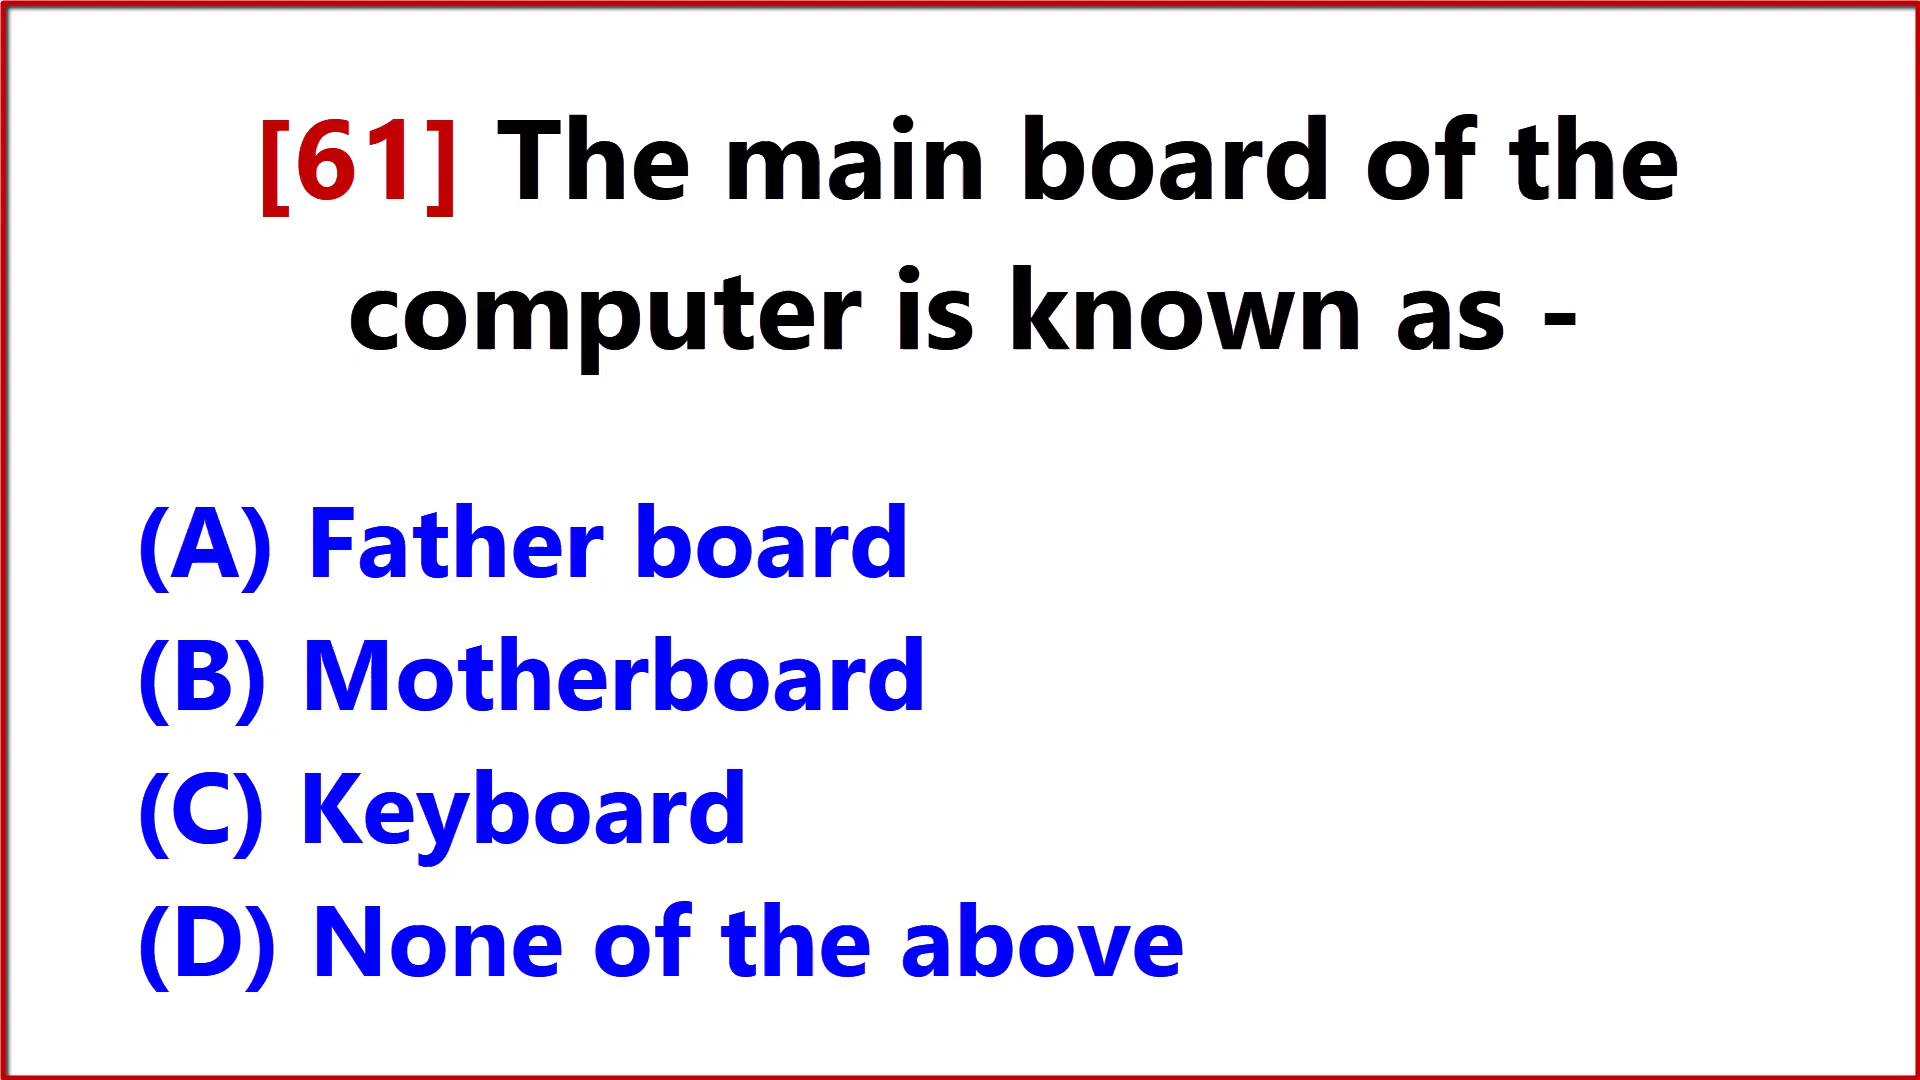 [61] The main board of the
computer is known as -
(A) Father board
(B) Motherboard
(C) Keyboard
(D) None of the above